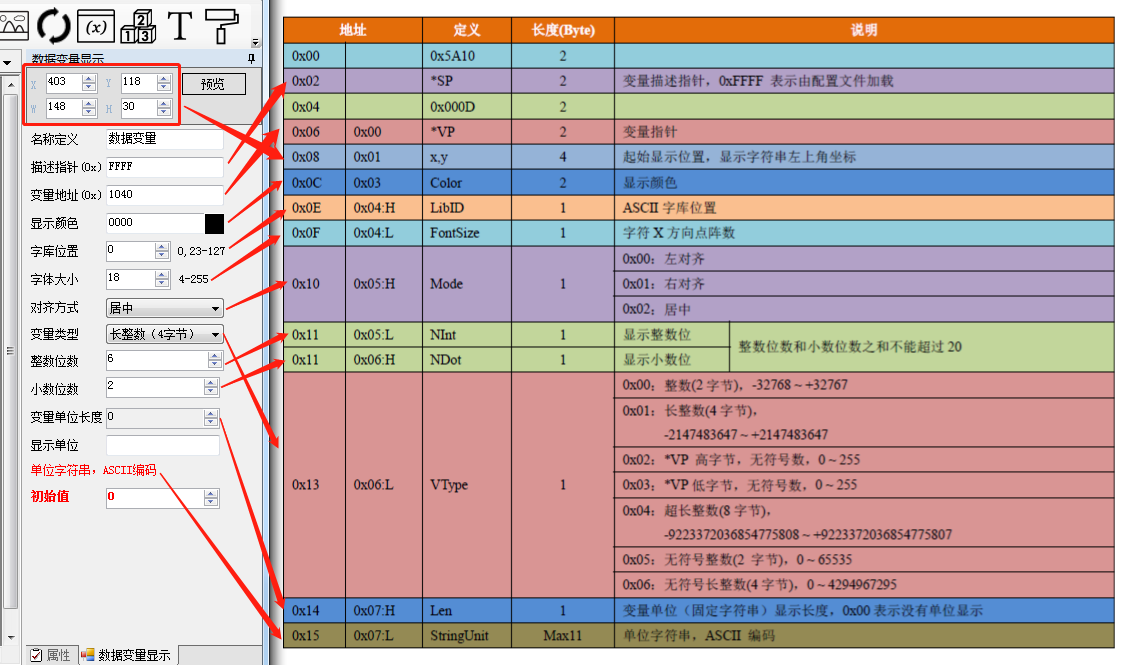 (x)
2
1 3
T
数据变量显示
X 403 Y 118 预览
W 148 H 30
名称定义 数据变量
描述指针(0x) FFFF
变量地址(0x) 1040
显示颜色 0000
字库位置 0 0,23-127
字体大小 18 4-255
对齐方式 居中
变量类型 长整数（4字节）
整数位数 6
小数位数 2
变量单位长度 0
显示单位
单位字符串，ASCII编码
初始值 0
属性 数据变量显示
地址 定义 长度(Byte) 说明
0x00 0x5A10 2
0x02 *SP 2 变量描述指针，0xFFFF 表示由配置文件加载
0x04 0x000D 2
0x06 0x00 *VP 2 变量指针
0x08 0x01 x,y 4 起始显示位置，显示字符串左上角坐标
0x0C 0x03 Color 2 显示颜色
0x0E 0x04:H LibID 1 ASCII 字库位置
0x0F 0x04:L FontSize 1 字符 X 方向点阵数
0x10 0x05:H Mode 1
0x00：左对齐
0x01：右对齐
0x02：居中
0x11 0x05:L NInt 1 显示整数位
整数位数和小数位数之和不能超过 20
0x11 0x06:H NDot 1 显示小数位
0x13 0x06:L VType 1
0x00：整数(2 字节)，-32768～+32767
0x01：长整数(4 字节)，
-2147483647～+2147483647
0x02：*VP 高字节，无符号数，0～255
0x03：*VP 低字节，无符号数，0～255
0x04：超长整数(8 字节)，
-9223372036854775808～+9223372036854775807
0x05：无符号整数(2 字节)，0～65535
0x06：无符号长整数(4 字节)，0～4294967295
0x14 0x07:H Len 1 变量单位（固定字符串）显示长度，0x00 表示没有单位显示
0x15 0x07:L StringUnit Max11 单位字符串，ASCII 编码